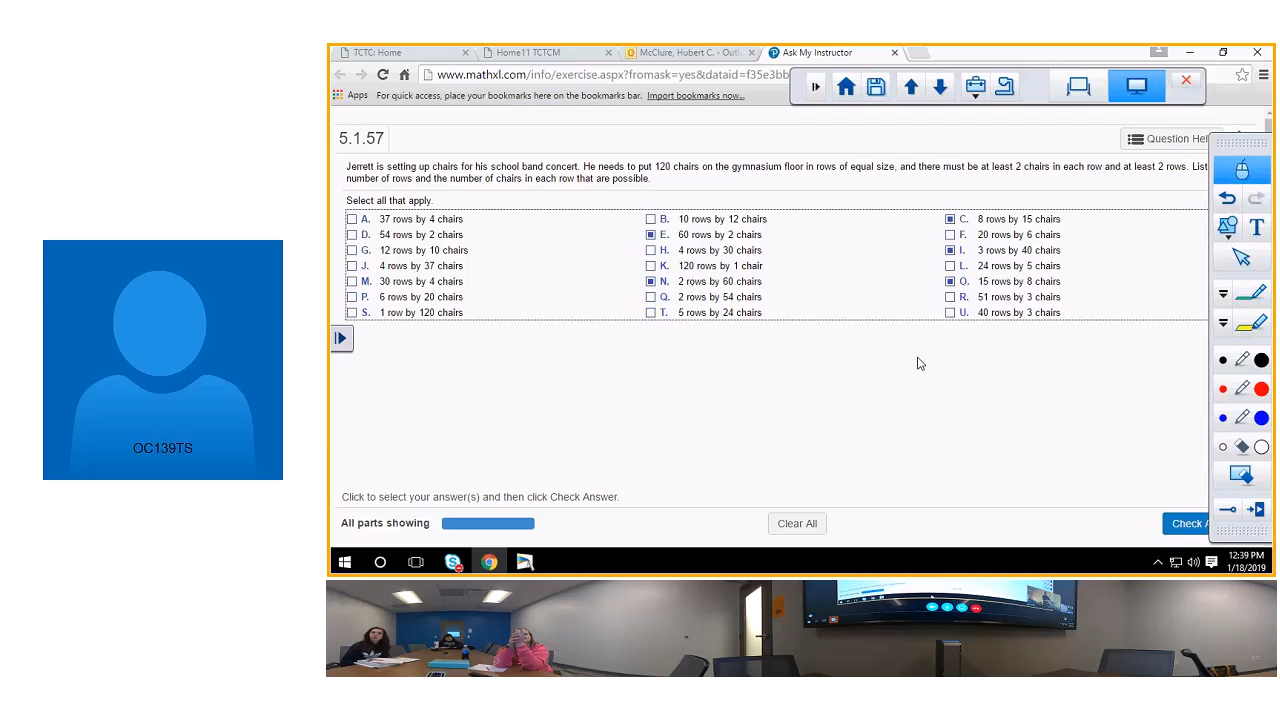 TCTC: Home
Home11 TCTCM
McClure, Hubert C. - Outl
Ask My Instructor
www.mathxl.com/info/exercise.aspx?fromask=yes&dataid=f35e3bb
Apps For quick access, place your bookmarks here on the bookmarks bar. Import bookmarks now...
5.1.57
Question Hel
Jerrett is setting up chairs for his school band concert. He needs to put 120 chairs on the gymnasium floor in rows of equal size, and there must be at least 2 chairs in each row and at least 2 rows. List
number of rows and the number of chairs in each row that are possible.
Select all that apply.
A. 37 rows by 4 chairs
B. 10 rows by 12 chairs
C. 8 rows by 15 chairs
D. 54 rows by 2 chairs
E. 60 rows by 2 chairs
F. 20 rows by 6 chairs
G. 12 rows by 10 chairs
H. 4 rows by 30 chairs
I. 3 rows by 40 chairs
J. 4 rows by 37 chairs
K. 120 rows by 1 chair
L. 24 rows by 5 chairs
M. 30 rows by 4 chairs
N. 2 rows by 60 chairs
O. 15 rows by 8 chairs
P. 6 rows by 20 chairs
Q. 2 rows by 54 chairs
R. 51 rows by 3 chairs
S. 1 row by 120 chairs
T. 5 rows by 24 chairs
U. 40 rows by 3 chairs
T
OC139TS
Click to select your answer(s) and then click Check Answer.
All parts showing
Clear All
Check A
12:39 PM
1/18/2019